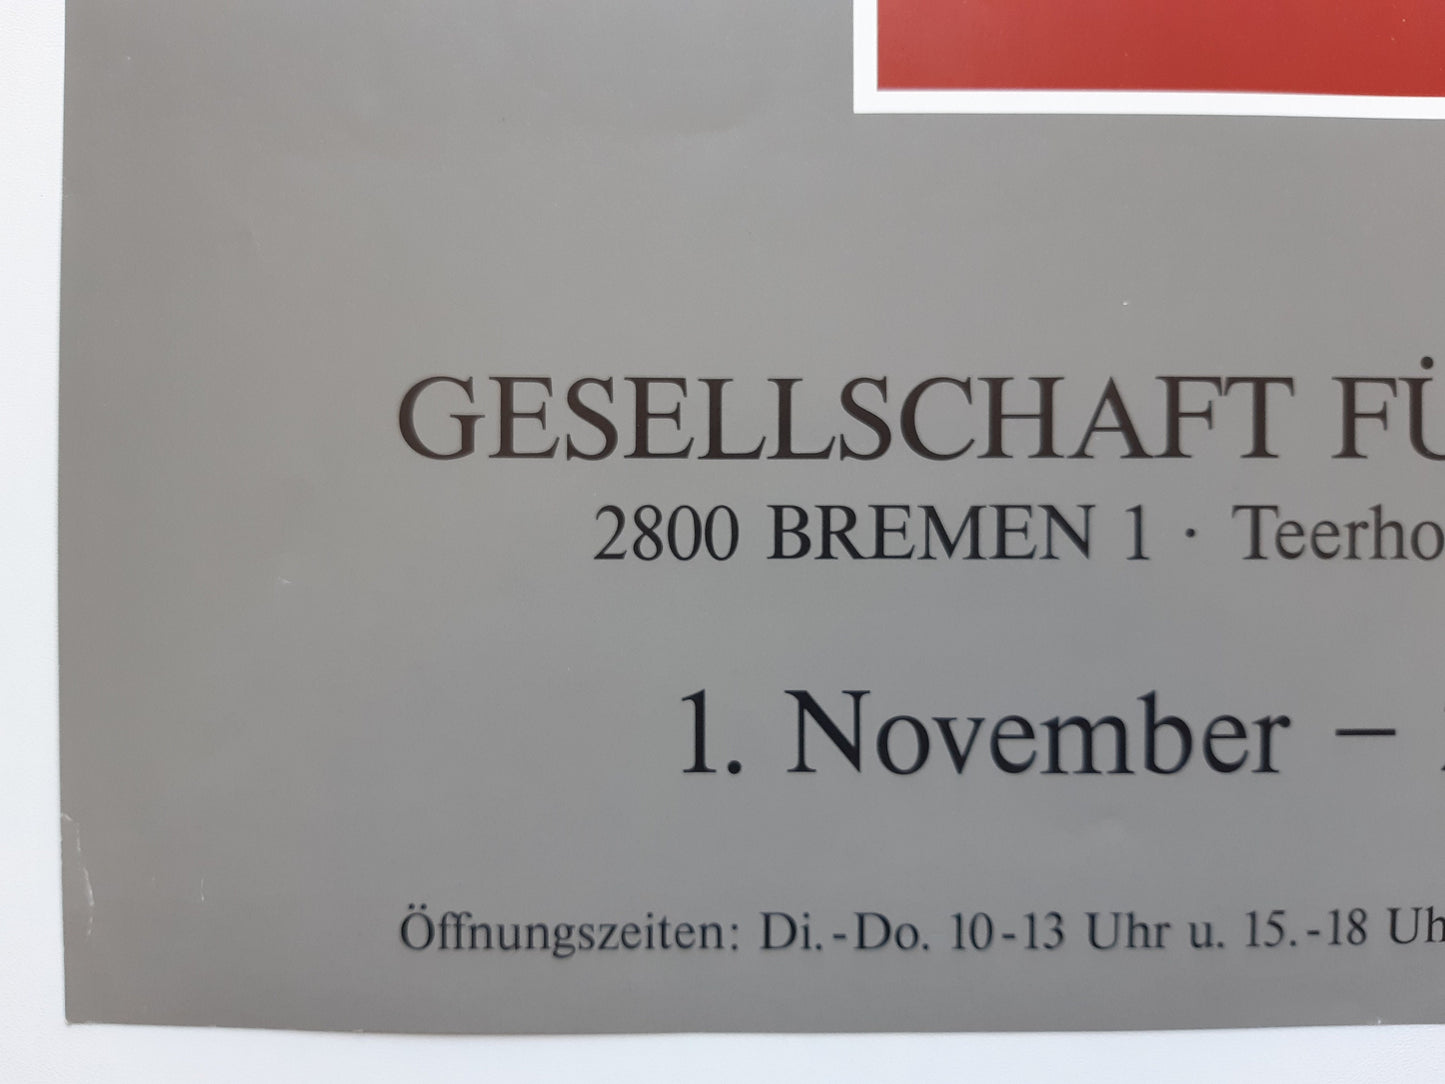 GESELLSCHAFT FÜ
2800 BREMEN 1 · Teerho
1. November –
Öffnungszeiten: Di.-Do. 10-13 Uhr u. 15.-18 Uh